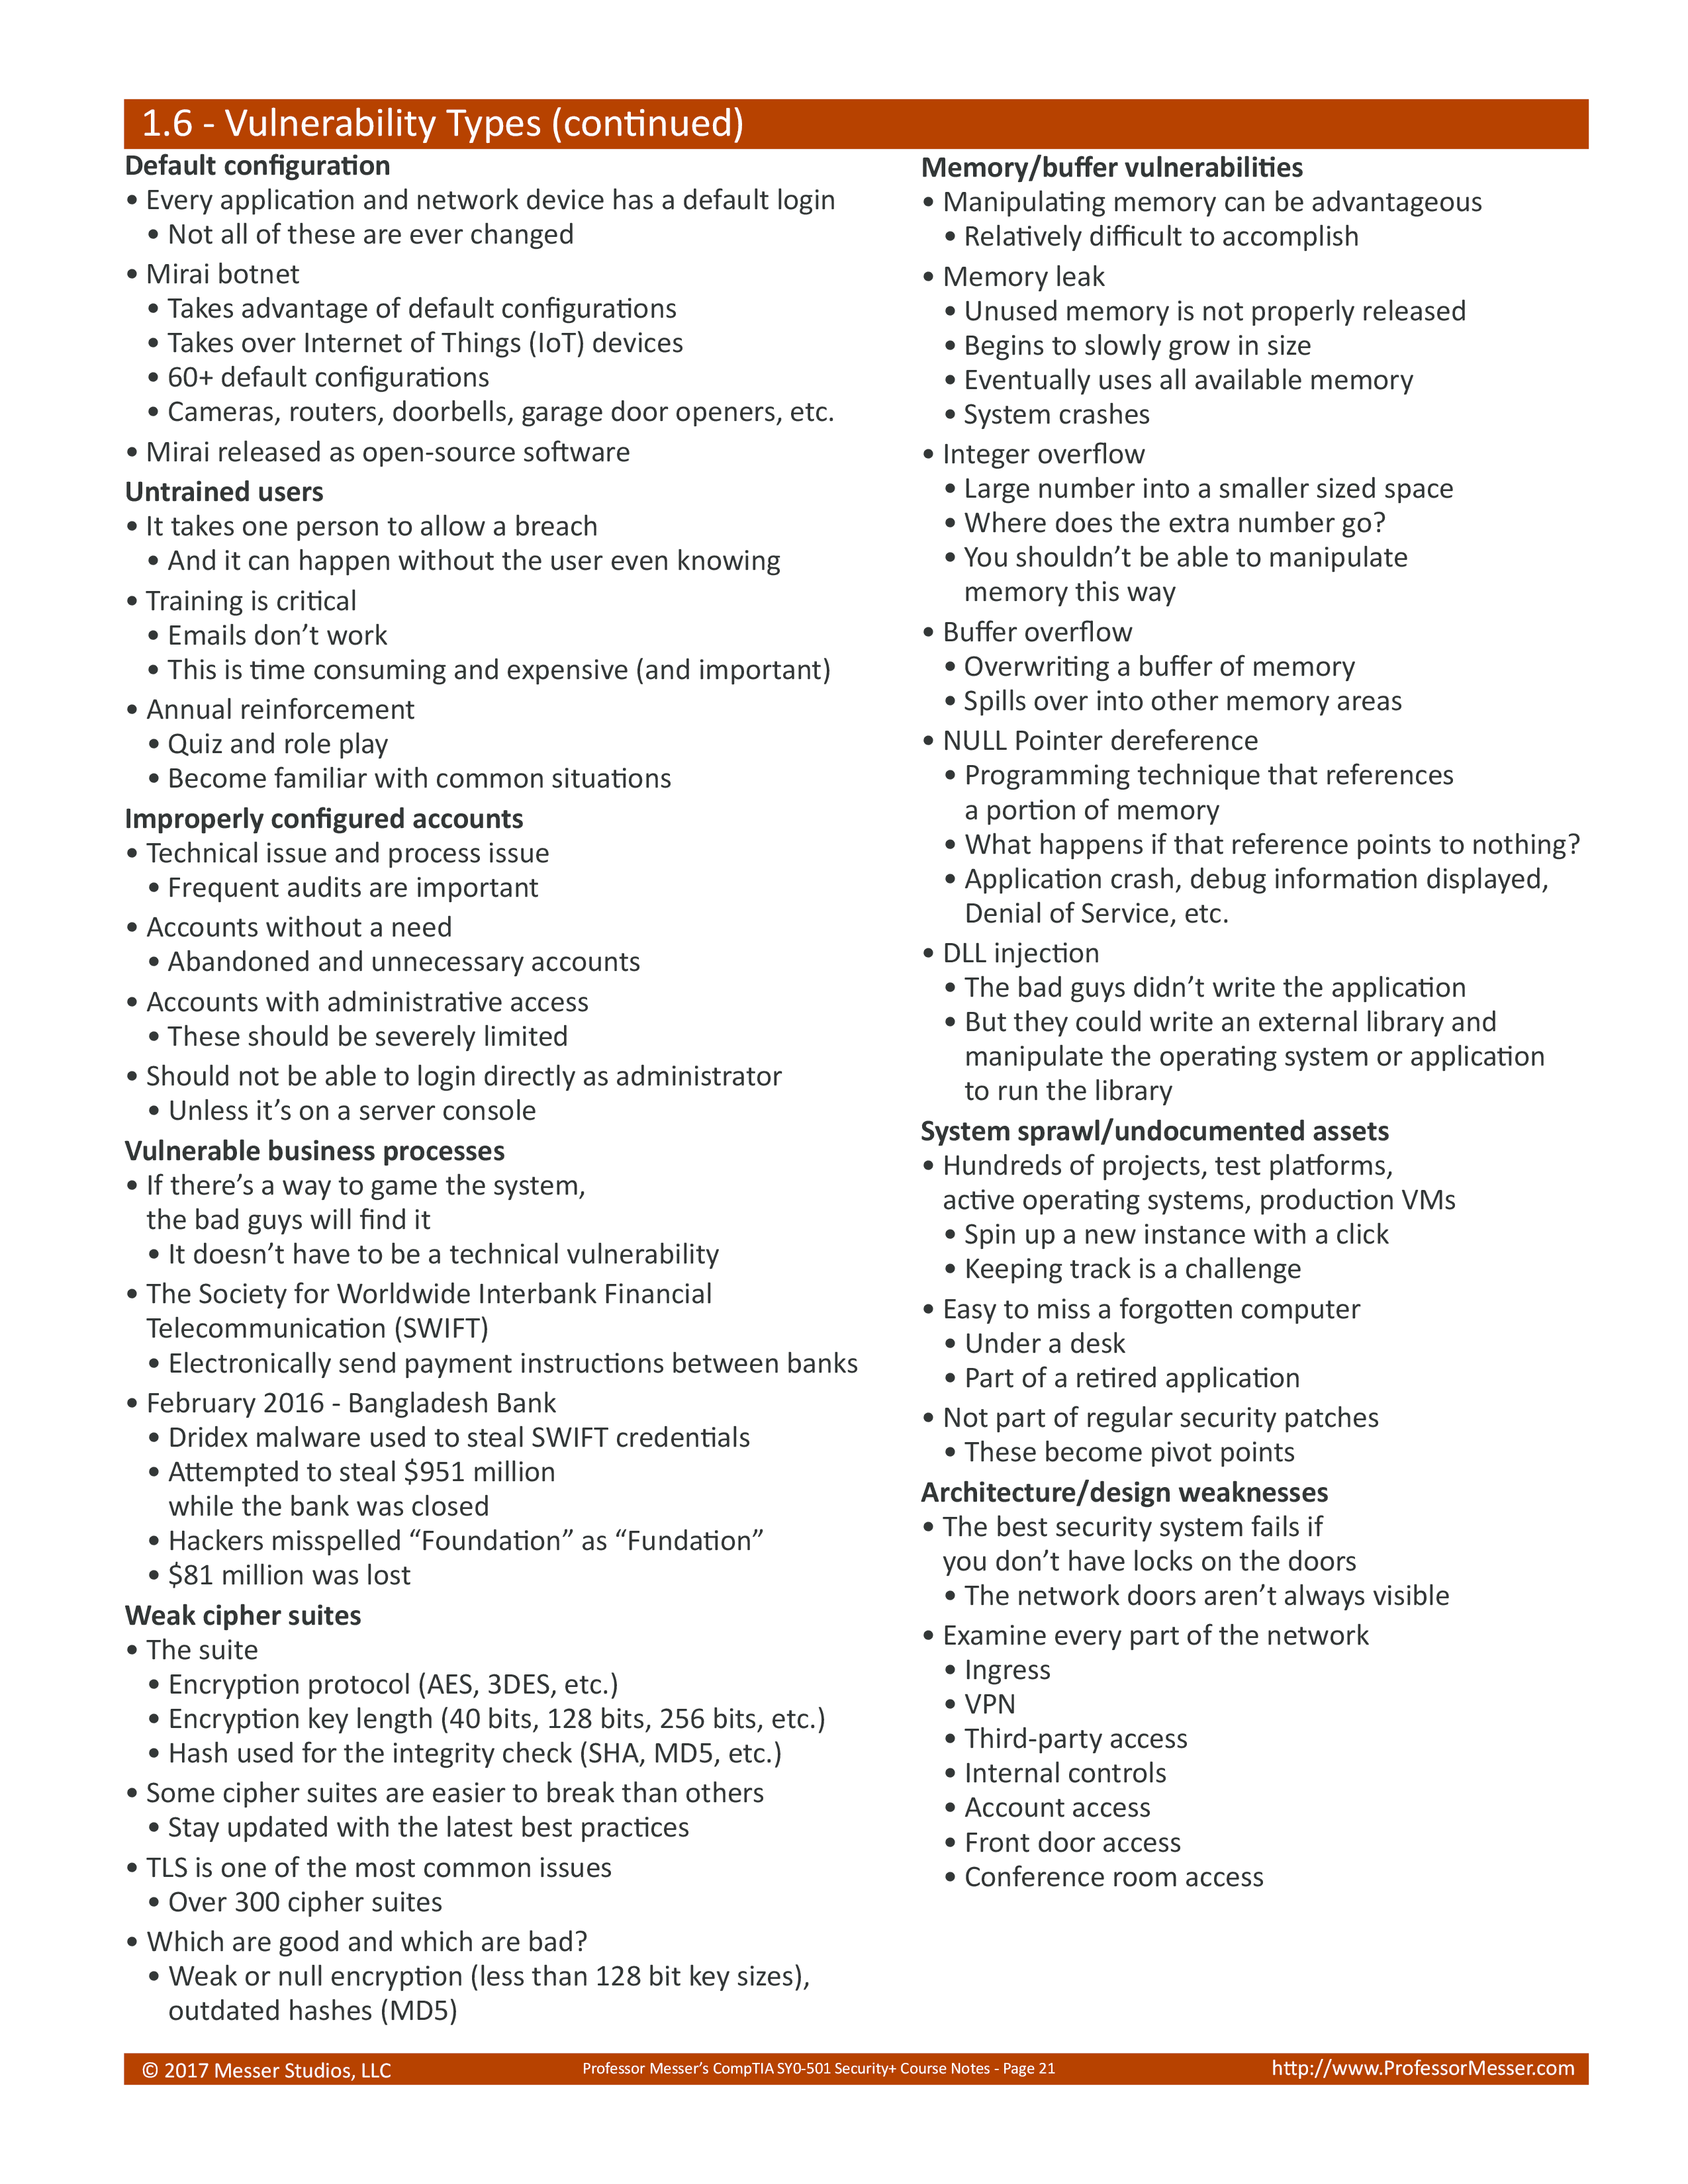 1.6 - Vulnerability Types (continued)
Default configuration
• Every application and network device has a default login
• Not all of these are ever changed
• Mirai botnet
• Takes advantage of default configurations
• Takes over Internet of Things (IoT) devices
• 60+ default configurations
• Cameras, routers, doorbells, garage door openers, etc.
• Mirai released as open-source software
Untrained users
• It takes one person to allow a breach
• And it can happen without the user even knowing
• Training is critical
• Emails don’t work
• This is time consuming and expensive (and important)
• Annual reinforcement
• Quiz and role play
• Become familiar with common situations
Improperly configured accounts
• Technical issue and process issue
• Frequent audits are important
• Accounts without a need
• Abandoned and unnecessary accounts
• Accounts with administrative access
• These should be severely limited
• Should not be able to login directly as administrator
• Unless it’s on a server console
Vulnerable business processes
• If there’s a way to game the system,
the bad guys will find it
• It doesn’t have to be a technical vulnerability
• The Society for Worldwide Interbank Financial
Telecommunication (SWIFT)
• Electronically send payment instructions between banks
• February 2016 - Bangladesh Bank
• Dridex malware used to steal SWIFT credentials
• Attempted to steal $951 million
while the bank was closed
• Hackers misspelled “Foundation” as “Fundation”
• $81 million was lost
Weak cipher suites
• The suite
• Encryption protocol (AES, 3DES, etc.)
• Encryption key length (40 bits, 128 bits, 256 bits, etc.)
• Hash used for the integrity check (SHA, MD5, etc.)
• Some cipher suites are easier to break than others
• Stay updated with the latest best practices
• TLS is one of the most common issues
• Over 300 cipher suites
• Which are good and which are bad?
• Weak or null encryption (less than 128 bit key sizes),
outdated hashes (MD5)
Memory/buffer vulnerabilities
• Manipulating memory can be advantageous
• Relatively difficult to accomplish
• Memory leak
• Unused memory is not properly released
• Begins to slowly grow in size
• Eventually uses all available memory
• System crashes
• Integer overflow
• Large number into a smaller sized space
• Where does the extra number go?
• You shouldn’t be able to manipulate
memory this way
• Buffer overflow
• Overwriting a buffer of memory
• Spills over into other memory areas
• NULL Pointer dereference
• Programming technique that references
a portion of memory
• What happens if that reference points to nothing?
• Application crash, debug information displayed,
Denial of Service, etc.
• DLL injection
• The bad guys didn’t write the application
• But they could write an external library and
manipulate the operating system or application
to run the library
System sprawl/undocumented assets
• Hundreds of projects, test platforms,
active operating systems, production VMs
• Spin up a new instance with a click
• Keeping track is a challenge
• Easy to miss a forgotten computer
• Under a desk
• Part of a retired application
• Not part of regular security patches
• These become pivot points
Architecture/design weaknesses
• The best security system fails if
you don’t have locks on the doors
• The network doors aren’t always visible
• Examine every part of the network
• Ingress
• VPN
• Third-party access
• Internal controls
• Account access
• Front door access
• Conference room access
© 2017 Messer Studios, LLC
Professor Messer’s CompTIA SY0-501 Security+ Course Notes - Page 21
http://www.ProfessorMesser.com